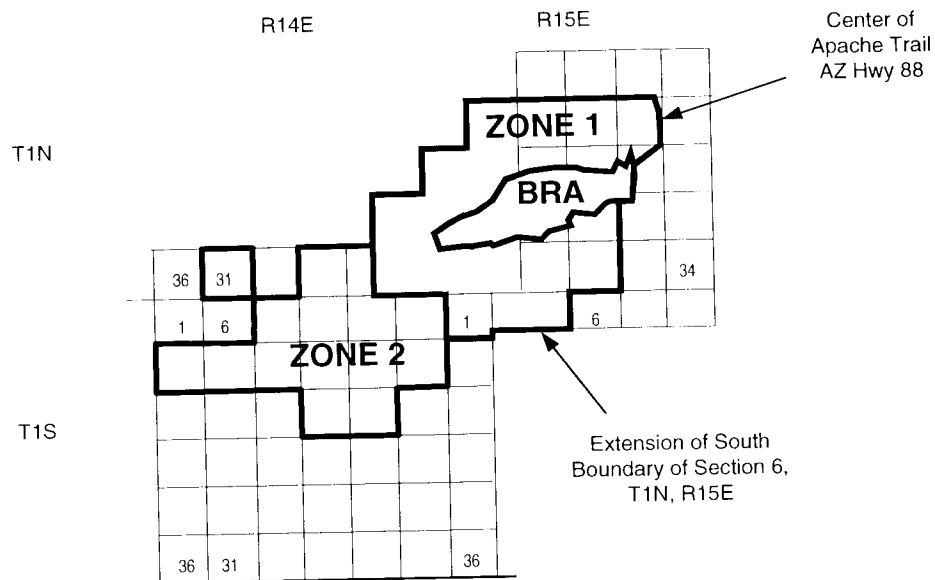 R14E
R15E
Center of
Apache Trail
AZ Hwy 88
T1N
ZONE 1
BRA
36
31
34
1
6
1
6
ZONE 2
T1S
Extension of South
Boundary of Section 6,
T1N, R15E
36
31
36